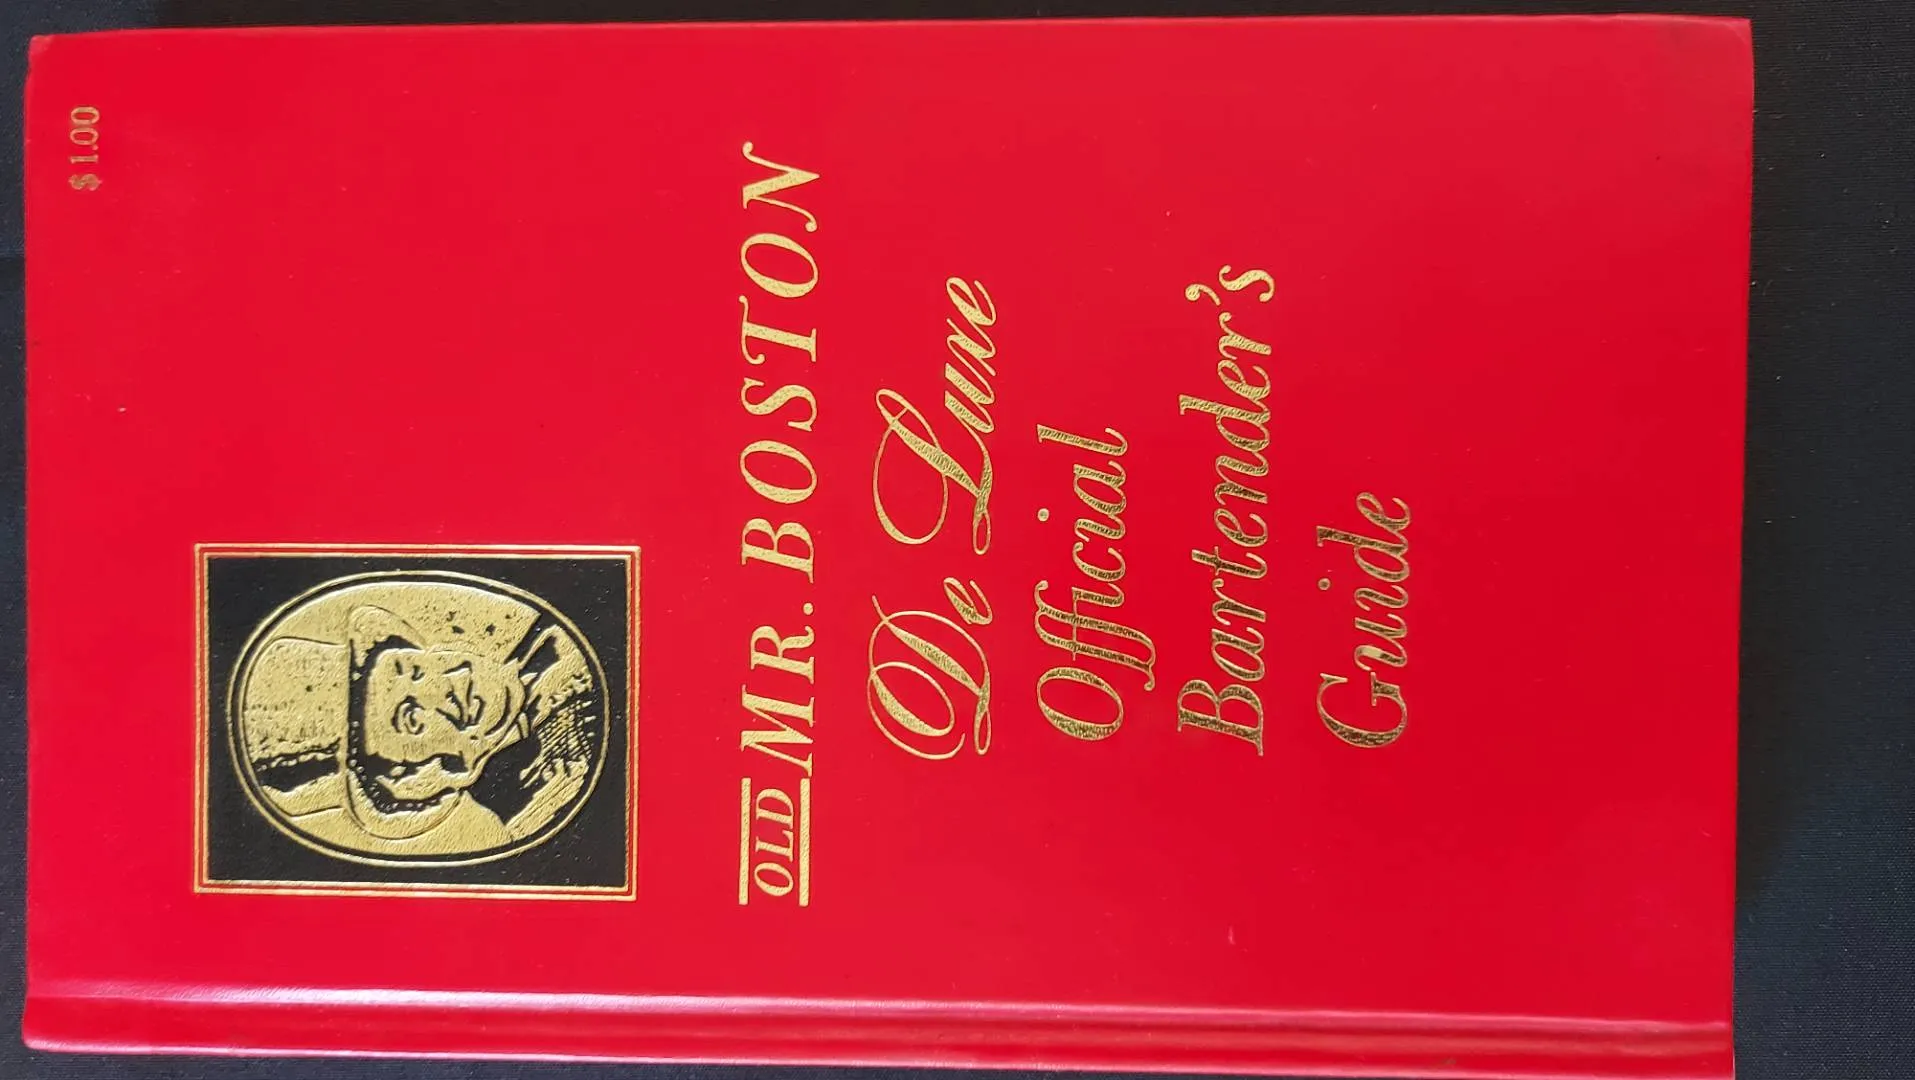 $1.00
OLD MR. BOSTON
De Luxe
Official
Bartender's
Guide